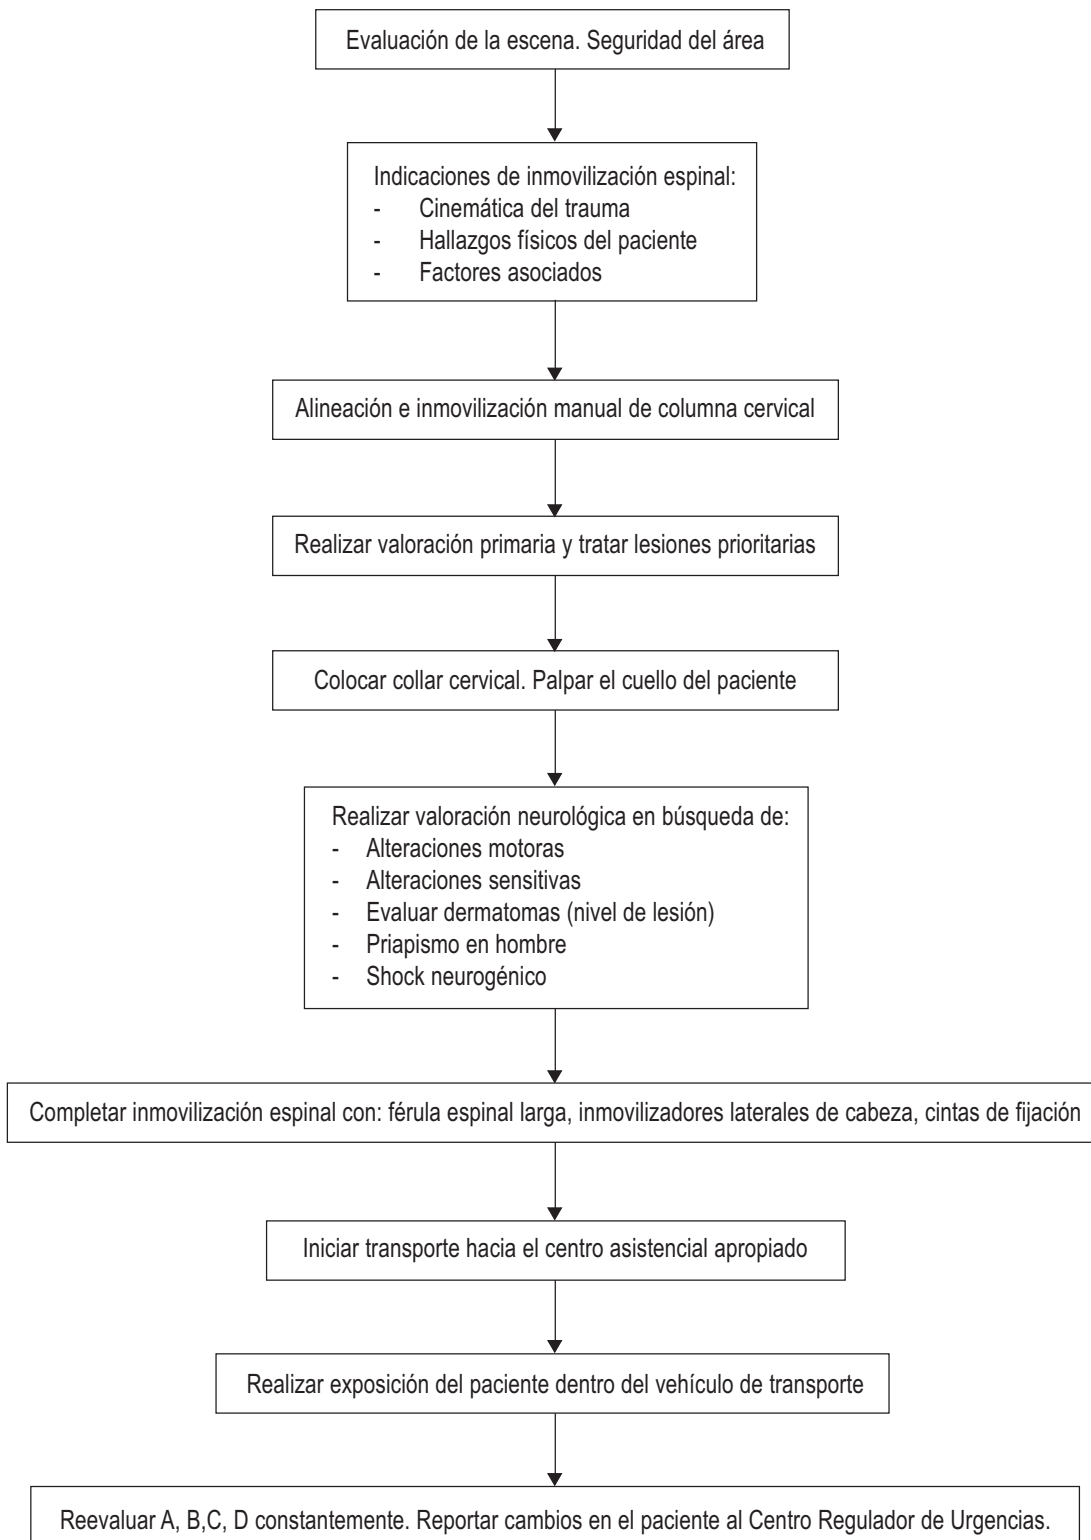 Evaluación de la escena. Seguridad del área
Indicaciones de inmovilización espinal:
- Cinemática del trauma
- Hallazgos físicos del paciente
- Factores asociados
Alineación e inmovilización manual de columna cervical
Realizar valoración primaria y tratar lesiones prioritarias
Colocar collar cervical. Palpar el cuello del paciente
Realizar valoración neurológica en búsqueda de:
- Alteraciones motoras
- Alteraciones sensitivas
- Evaluar dermatomas (nivel de lesión)
- Priapismo en hombre
- Shock neurogénico
Completar inmovilización espinal con: férula espinal larga, inmovilizadores laterales de cabeza, cintas de fijación
Iniciar transporte hacia el centro asistencial apropiado
Realizar exposición del paciente dentro del vehículo de transporte
Reevaluar A, B,C, D constantemente. Reportar cambios en el paciente al Centro Regulador de Urgencias.